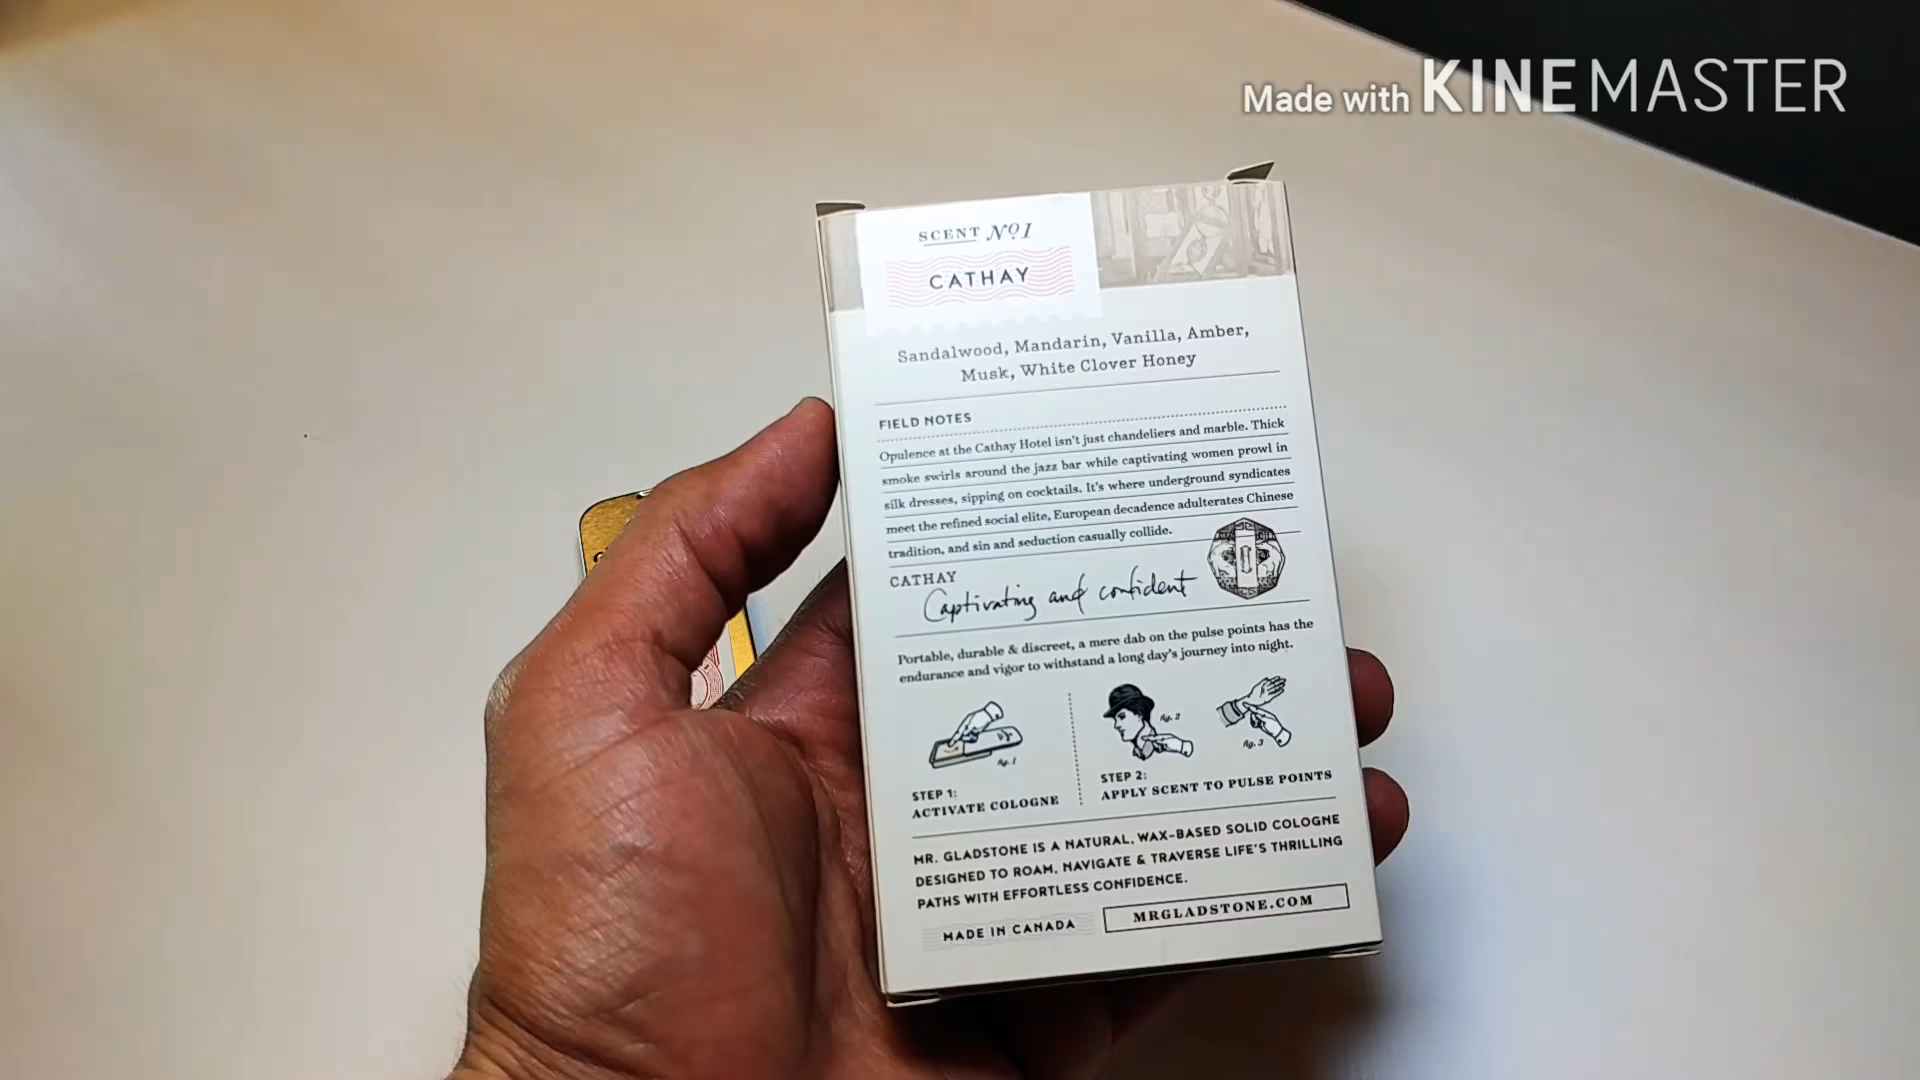 Made with KINEMASTER
SCENT Nº1
CATHAY
Sandalwood, Mandarin, Vanilla, Amber,
Musk, White Clover Honey
FIELD NOTES
Opulence at the Cathay Hotel isn't just chandeliers and marble. Thick
smoke swirls around the jazz bar while captivating women prowl in
silk dresses, sipping on cocktails. It's where underground syndicates
meet the refined social elite, European decadence adulterates Chinese
tradition, and sin and seduction casually collide.
CATHAY
Captivating and confident
Portable, durable & discreet, a mere dab on the pulse points has the
endurance and vigor to withstand a long day's journey into night.
fig. 1
fig. 2
fig. 3
STEP 1:
ACTIVATE COLOGNE
STEP 2:
APPLY SCENT TO PULSE POINTS
MR. GLADSTONE IS A NATURAL, WAX-BASED SOLID COLOGNE
DESIGNED TO ROAM, NAVIGATE & TRAVERSE LIFE'S THRILLING
PATHS WITH EFFORTLESS CONFIDENCE.
MADE IN CANADA
MRGLADSTONE.COM